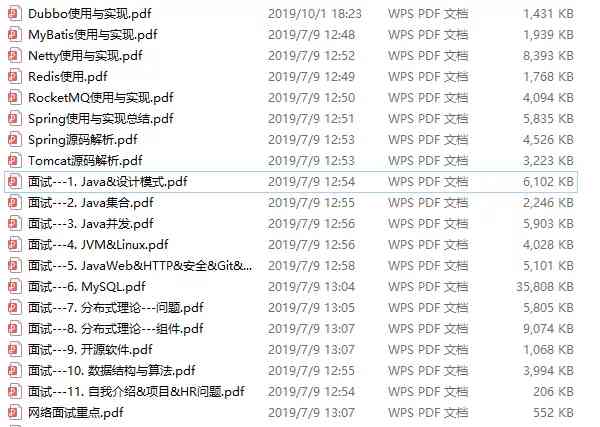 Dubbo使用与实现.pdf 2019/10/1 18:23 WPS PDF 文档 1,431 KB
MyBatis使用与实现.pdf 2019/7/9 12:48 WPS PDF 文档 1,939 KB
Netty使用与实现.pdf 2019/7/9 12:52 WPS PDF 文档 8,393 KB
Redis使用.pdf 2019/7/9 12:49 WPS PDF 文档 1,768 KB
RocketMQ使用与实现.pdf 2019/7/9 12:50 WPS PDF 文档 4,094 KB
Spring使用与实现总结.pdf 2019/7/9 12:51 WPS PDF 文档 5,835 KB
Spring源码解析.pdf 2019/7/9 12:53 WPS PDF 文档 4,526 KB
Tomcat源码解析.pdf 2019/7/9 12:53 WPS PDF 文档 3,223 KB
面试---1. Java&设计模式.pdf 2019/7/9 12:54 WPS PDF 文档 6,102 KB
面试---2. Java集合.pdf 2019/7/9 12:55 WPS PDF 文档 2,246 KB
面试---3. Java并发.pdf 2019/7/9 12:56 WPS PDF 文档 5,903 KB
面试---4. JVM&Linux.pdf 2019/7/9 12:56 WPS PDF 文档 4,028 KB
面试---5. JavaWeb&HTTP&安全&Git&... 2019/7/9 12:58 WPS PDF 文档 5,101 KB
面试---6. MySQL.pdf 2019/7/9 13:04 WPS PDF 文档 35,808 KB
面试---7. 分布式理论---问题.pdf 2019/7/9 13:05 WPS PDF 文档 5,805 KB
面试---8. 分布式理论---组件.pdf 2019/7/9 13:07 WPS PDF 文档 9,074 KB
面试---9. 开源软件.pdf 2019/7/9 13:07 WPS PDF 文档 1,068 KB
面试---10. 数据结构与算法.pdf 2019/7/9 12:55 WPS PDF 文档 3,994 KB
面试---11. 自我介绍&项目&HR问题.pdf 2019/7/9 12:54 WPS PDF 文档 206 KB
网络面试重点.pdf 2019/7/9 13:07 WPS PDF 文档 552 KB